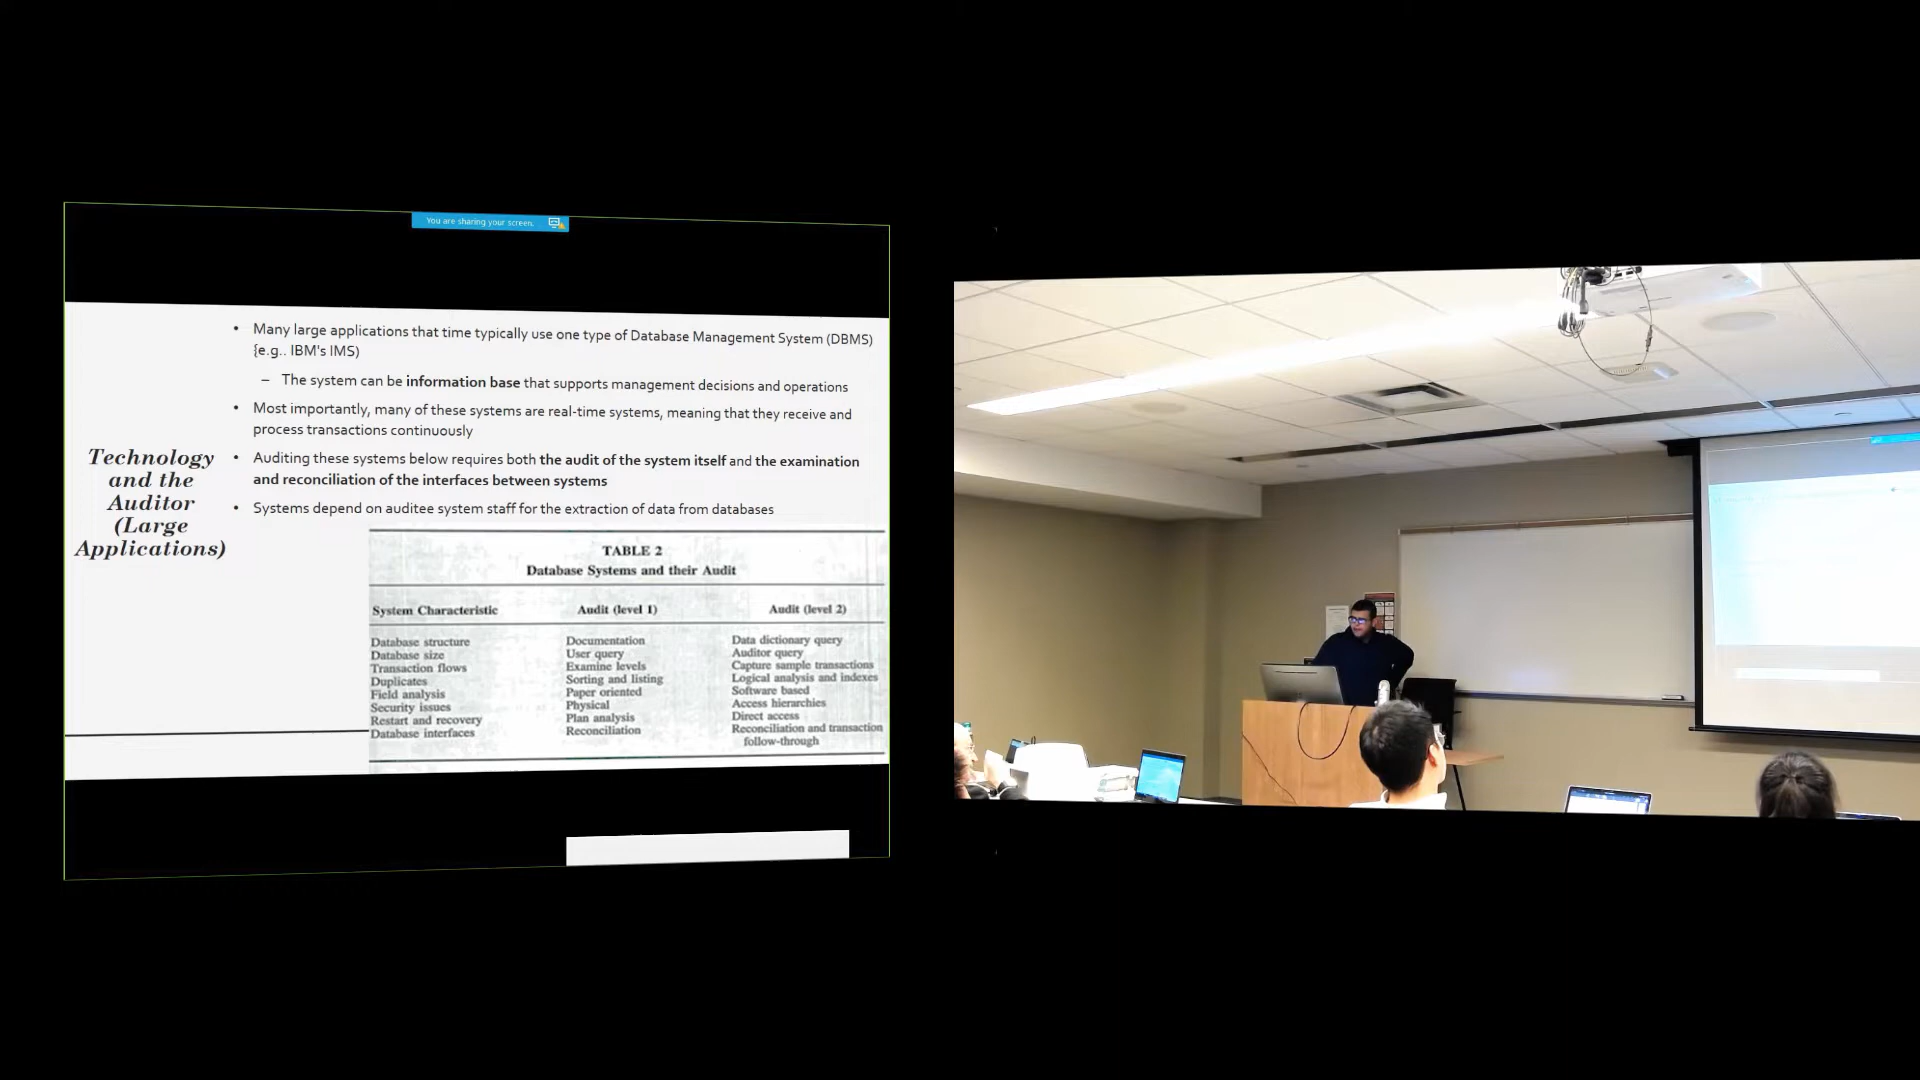 You are sharing your screen.
• Many large applications that time typically use one type of Database Management System (DBMS)
{e.g.. IBM's IMS)
– The system can be information base that supports management decisions and operations
• Most importantly, many of these systems are real-time systems, meaning that they receive and
process transactions continuously
Technology
and the
Auditor
(Large
Applications)
• Auditing these systems below requires both the audit of the system itself and the examination
and reconciliation of the interfaces between systems
• Systems depend on auditee system staff for the extraction of data from databases
TABLE 2
Database Systems and their Audit
System Characteristic Audit (level 1) Audit (level 2)
Database structure Documentation Data dictionary query
Database size User query Auditor query
Transaction flows Examine levels Capture sample transactions
Duplicates Sorting and listing Logical analysis and indexes
Field analysis Paper oriented Software based
Security issues Physical Access hierarchies
Restart and recovery Plan analysis Direct access
Database interfaces Reconciliation Reconciliation and transaction
follow-through